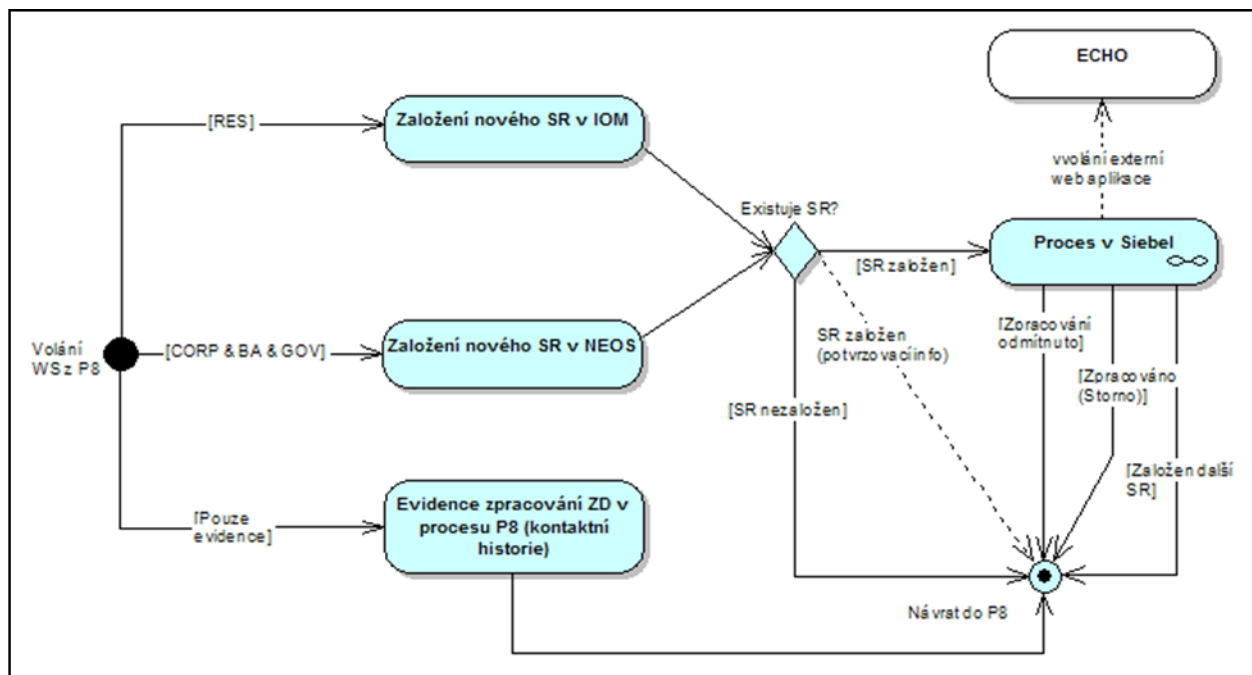 ECHO
[RES]
Založení nového SR v IOM
vvolání externí
web aplikace
Existuje SR?
[SR založen]
Proces v Siebel
Volání
WS z P8
[CORP & BA & GOV]
Založení nového SR v NEOS
SR založen
(potvrzovací info)
[Zpracování
odmítnuto]
[Zpracováno
(Storno)]
[SR nezaložen]
[Založen další
SR]
[Pouze
evidence]
Evidence zpracování ZD v
procesu P8 (kontaktní
historie)
Návrat do P8